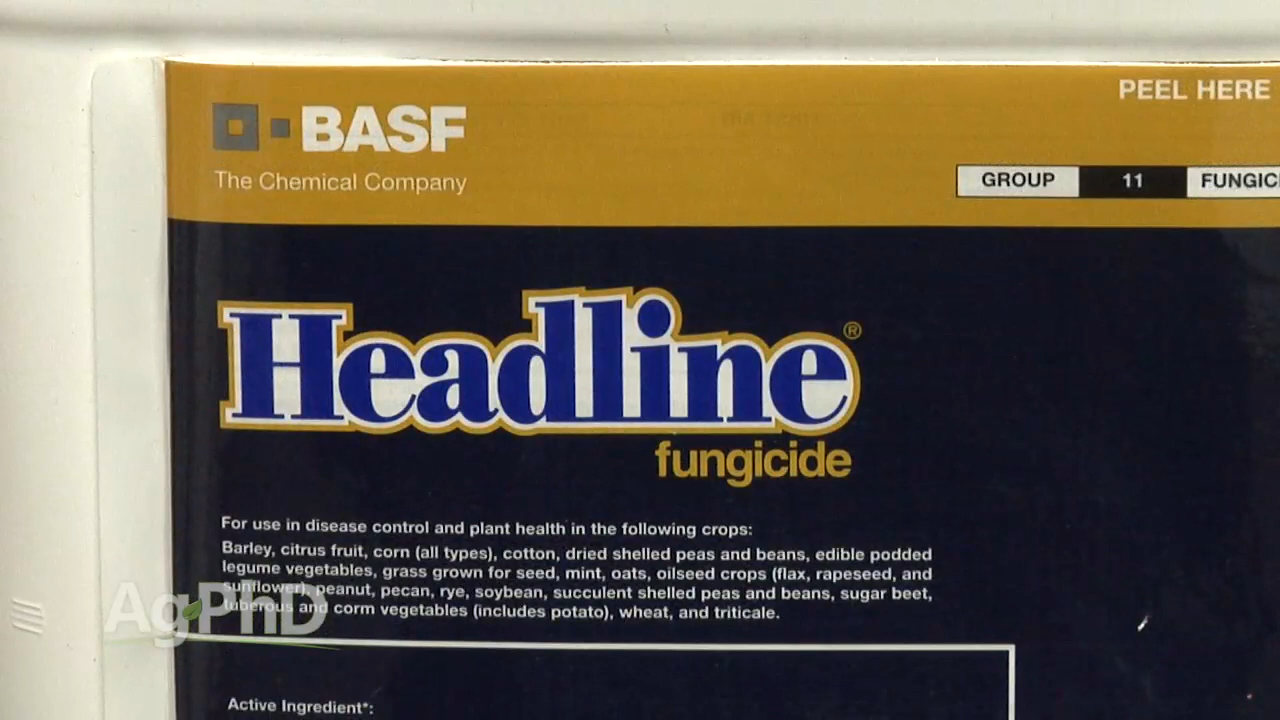 PEEL HERE
BASF
The Chemical Company
GROUP 11 FUNGIC
Headline®
fungicide
For use in disease control and plant health in the following crops:
Barley, citrus fruit, corn (all types), cotton, dried shelled peas and beans, edible podded
legume vegetables, grass grown for seed, mint, oats, oilseed crops (flax, rapeseed, and
sunflower), peanut, pecan, rye, soybean, succulent shelled peas and beans, sugar beet,
tuberous and corm vegetables (includes potato), wheat, and triticale.
AgPhD
Active Ingredient*: